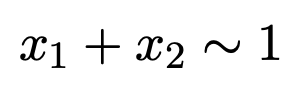 x₁ + x₂ ∼ 1